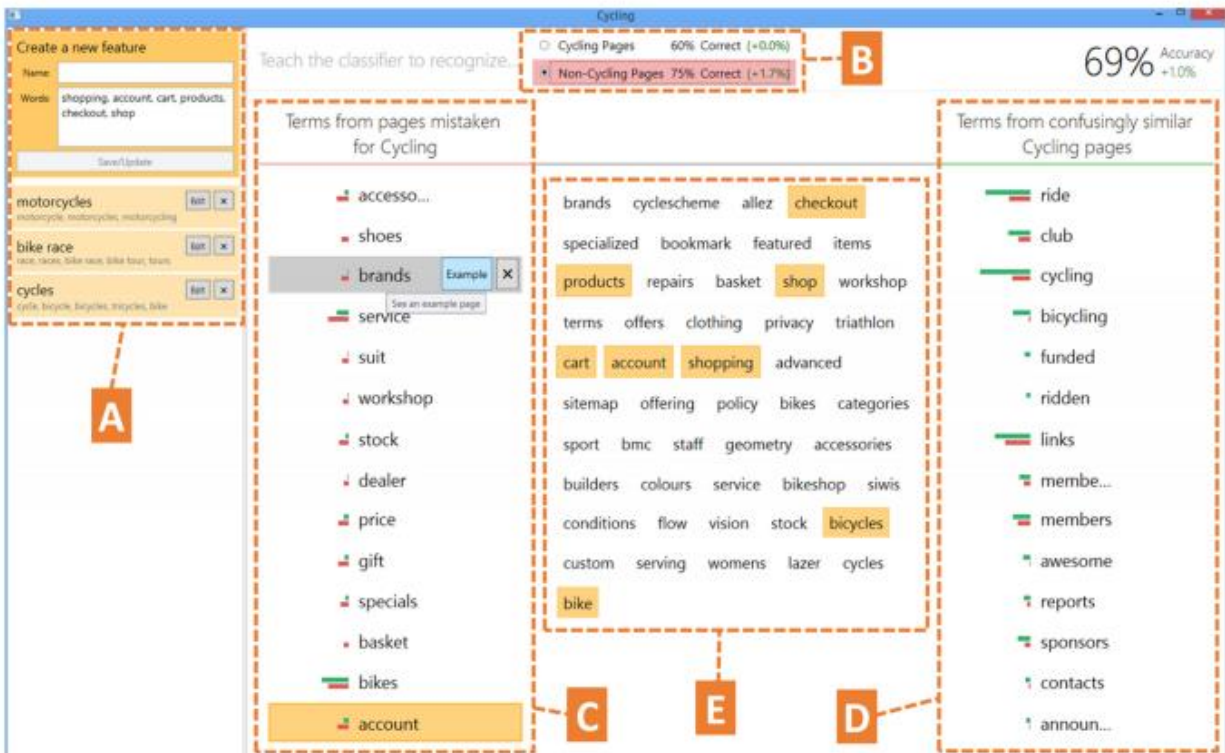 Cycling
Create a new feature
Name
Words
shopping, account, cart, products,
checkout, shop
Save/Update
motorcycles
Edit
motorcycle, motorcycles, motorcycling
bike race
Edit
race, races, bike race, bike tour, tours
cycles
Edit
cycle, bicycle, bicycles, tricycles, bike
A
Teach the classifier to recognize...
Cycling Pages 60% Correct (+0.0%)
Non-Cycling Pages 75% Correct (+1.7%)
B
69% Accuracy
+1.0%
Terms from pages mistaken
for Cycling
accesso...
shoes
brands Example ×
See an example page
service
suit
workshop
stock
dealer
price
gift
specials
basket
bikes
account
C
brands cyclescheme allez checkout
specialized bookmark featured items
products repairs basket shop workshop
terms offers clothing privacy triathlon
cart account shopping advanced
sitemap offering policy bikes categories
sport bmc staff geometry accessories
builders colours service bikeshop siwis
conditions flow vision stock bicycles
custom serving womens lazer cycles
bike
E
Terms from confusingly similar
Cycling pages
ride
club
cycling
bicycling
funded
ridden
links
membe...
members
awesome
reports
sponsors
contacts
announ...
D